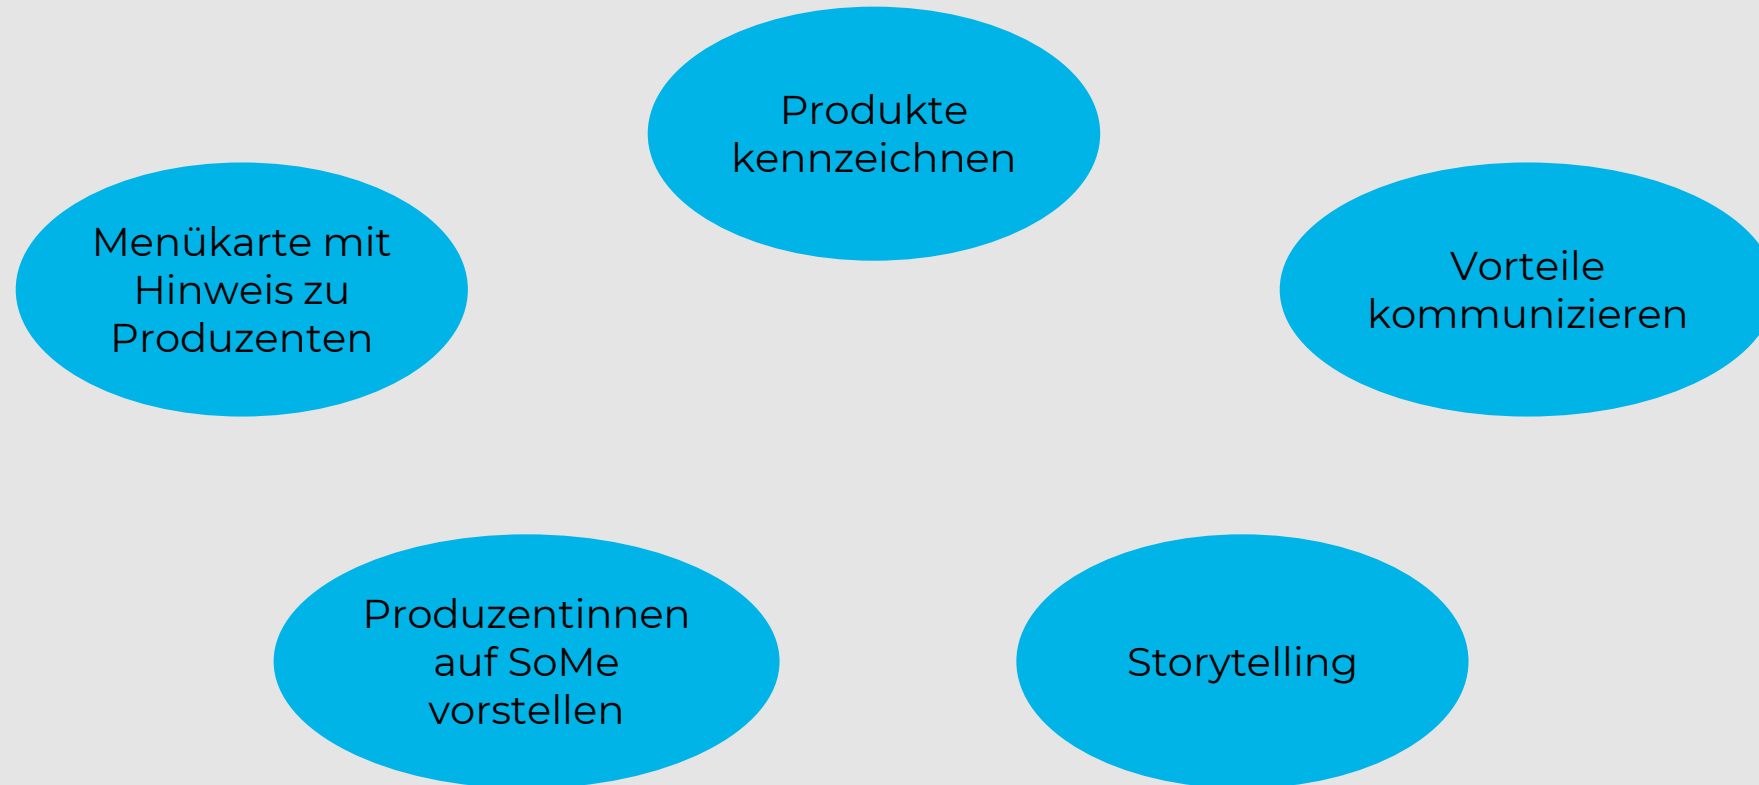 Produkte
kennzeichnen
Menükarte mit
Hinweis zu
Produzenten
Vorteile
kommunizieren
Produzentinnen
auf SoMe
vorstellen
Storytelling